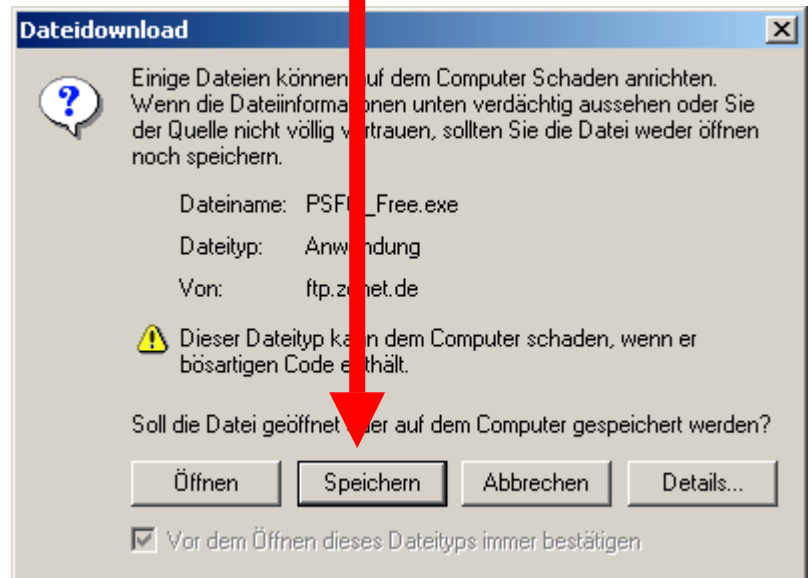 Dateidownload
Einige Dateien können auf dem Computer Schaden anrichten.
Wenn die Dateiinformationen unten verdächtig aussehen oder Sie
der Quelle nicht völlig vertrauen, sollten Sie die Datei weder öffnen
noch speichern.
Dateiname:
Dateityp: Anwendung
Von: ftp.zdnet.de
Dieser Dateityp kann dem Computer schaden, wenn er
bösartigen Code enthält.
Soll die Datei geöffnet oder auf dem Computer gespeichert werden?
Öffnen Speichern Abbrechen Details...
Vor dem Öffnen dieses Dateityps immer bestätigen